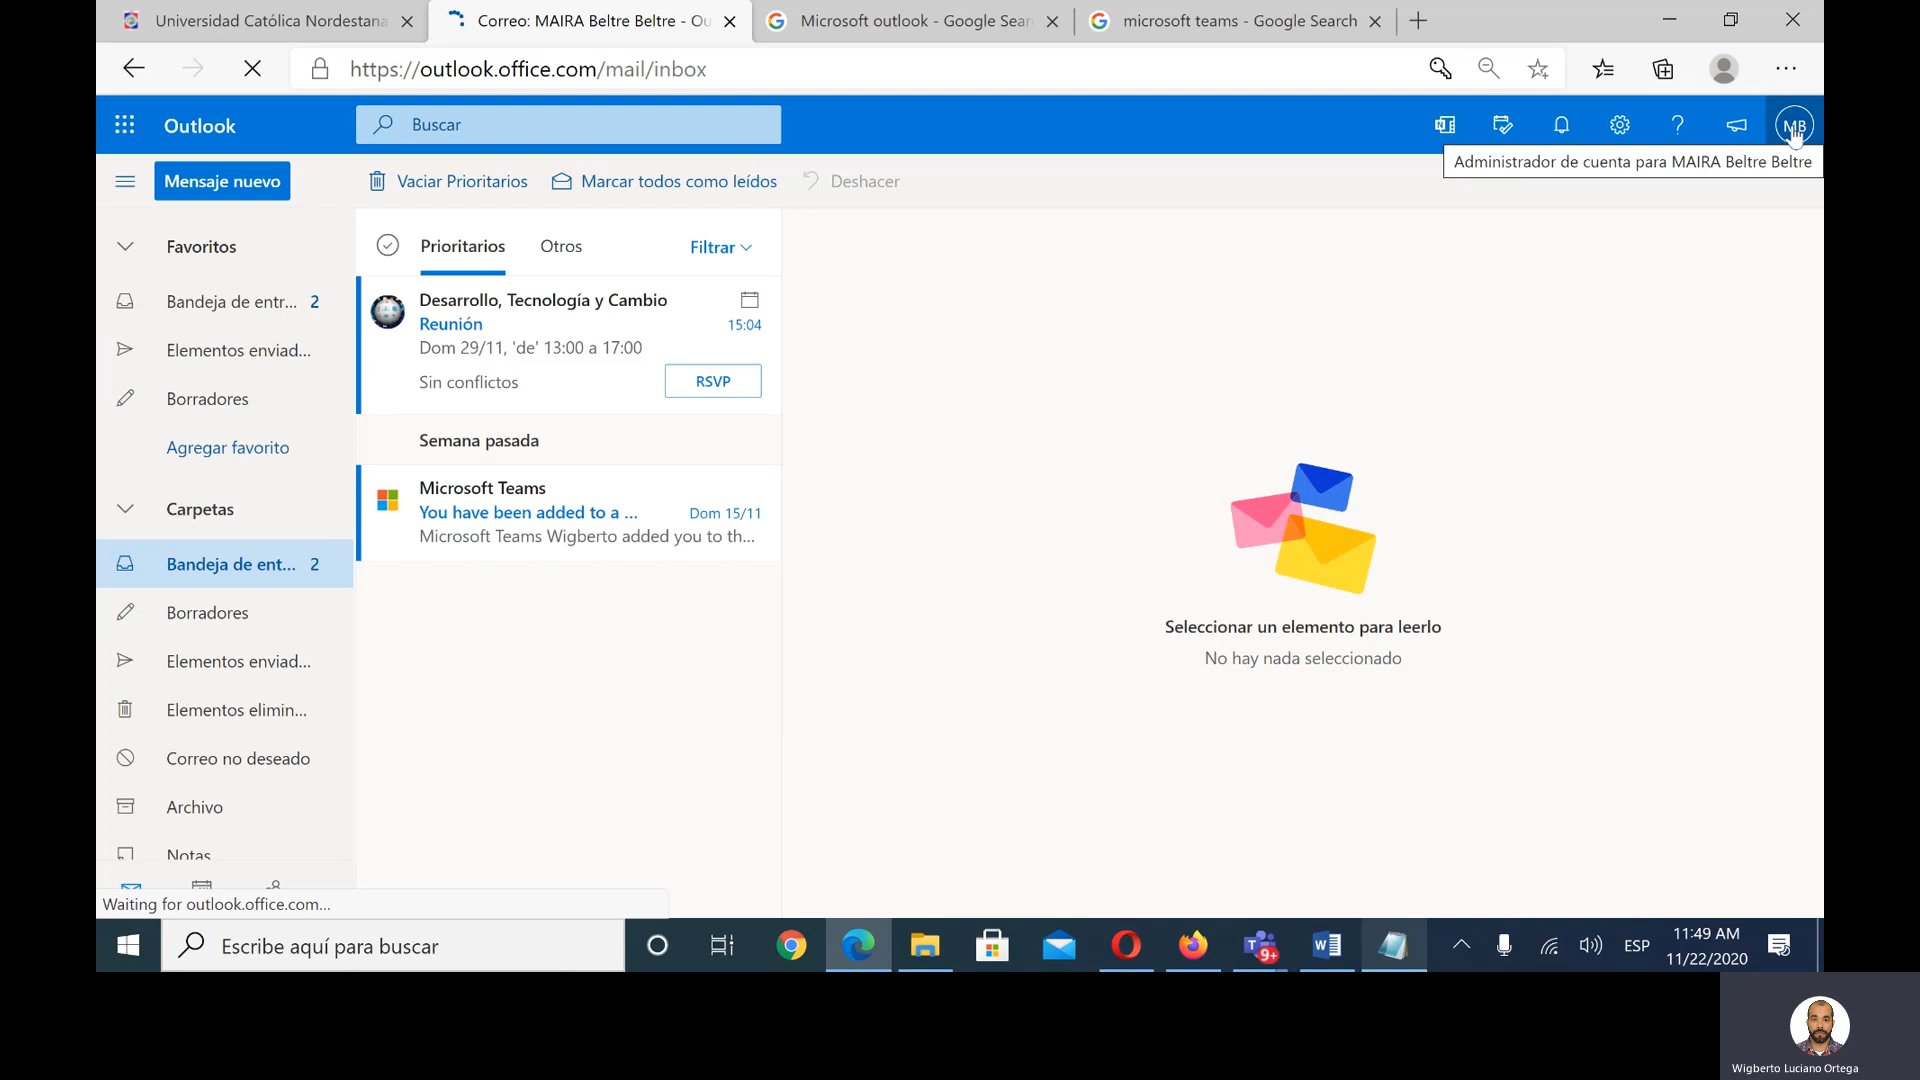 Universidad Católica Nordestana
Correo: MAIRA Beltre Beltre - Ou
Microsoft outlook - Google Sear
microsoft teams - Google Search
https://outlook.office.com/mail/inbox
Outlook
Buscar
MB
Administrador de cuenta para MAIRA Beltre Beltre
Mensaje nuevo
Vaciar Prioritarios
Marcar todos como leídos
Deshacer
Favoritos
Bandeja de entr... 2
Elementos enviad...
Borradores
Agregar favorito
Carpetas
Bandeja de ent... 2
Borradores
Elementos enviad...
Elementos elimin...
Correo no deseado
Archivo
Notas
Prioritarios
Otros
Filtrar
Desarrollo, Tecnología y Cambio
Reunión 15:04
Dom 29/11, 'de' 13:00 a 17:00
Sin conflictos
RSVP
Semana pasada
Microsoft Teams
You have been added to a ... Dom 15/11
Microsoft Teams Wigberto added you to th...
Seleccionar un elemento para leerlo
No hay nada seleccionado
Waiting for outlook.office.com...
Escribe aquí para buscar
T
9+
W
ESP
11:49 AM
11/22/2020
Wigberto Luciano Ortega